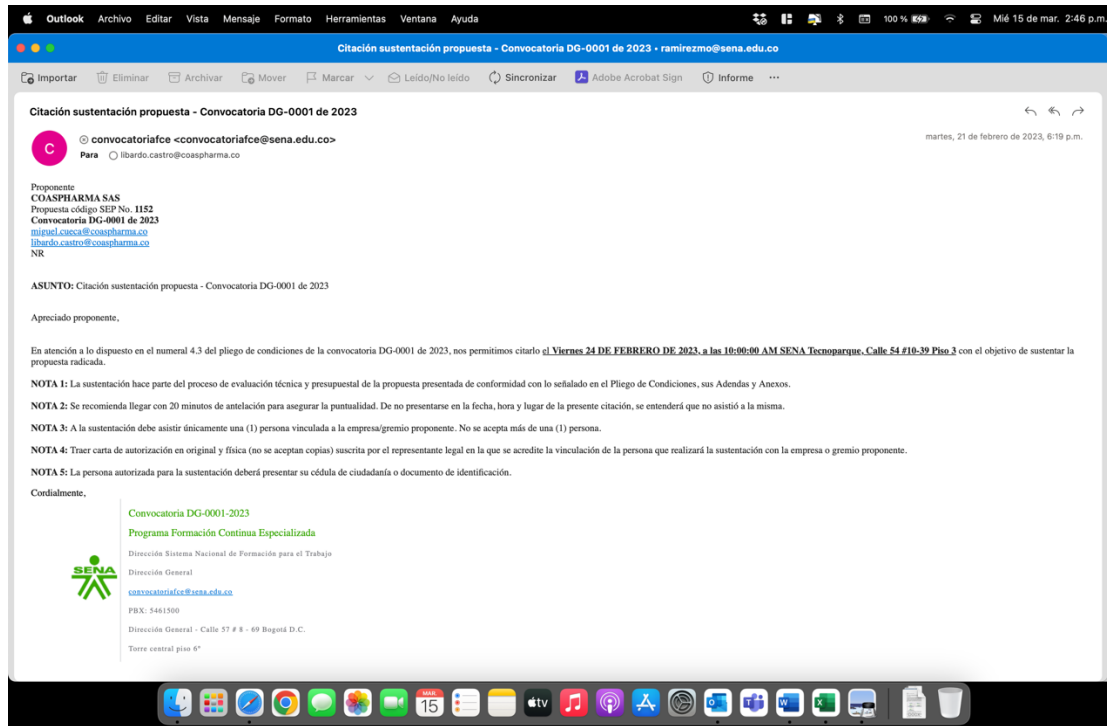 Outlook Archivo Editar Vista Mensaje Formato Herramientas Ventana Ayuda 100 % Mié 15 de mar. 2:46 p.m.
Citación sustentación propuesta - Convocatoria DG-0001 de 2023 • ramirezmo@sena.edu.co
Importar Eliminar Archivar Mover Marcar Leído/No leído Sincronizar Adobe Acrobat Sign Informe ...
Citación sustentación propuesta - Convocatoria DG-0001 de 2023
C
convocatoriafce <convocatoriafce@sena.edu.co>
martes, 21 de febrero de 2023, 6:19 p.m.
Para libardo.castro@coaspharma.co
Proponente
COASPHARMA SAS
Propuesta código SEP No. 1152
Convocatoria DG-0001 de 2023
miguel.cueca@coaspharma.co
libardo.castro@coaspharma.co
NR
ASUNTO: Citación sustentación propuesta - Convocatoria DG-0001 de 2023
Apreciado proponente,
En atención a lo dispuesto en el numeral 4.3 del pliego de condiciones de la convocatoria DG-0001 de 2023, nos permitimos citarlo el Viernes 24 DE FEBRERO DE 2023, a las 10:00:00 AM SENA Tecnoparque, Calle 54 #10-39 Piso 3 con el objetivo de sustentar la
propuesta radicada.
NOTA 1: La sustentación hace parte del proceso de evaluación técnica y presupuestal de la propuesta presentada de conformidad con lo señalado en el Pliego de Condiciones, sus Adendas y Anexos.
NOTA 2: Se recomienda llegar con 20 minutos de antelación para asegurar la puntualidad. De no presentarse en la fecha, hora y lugar de la presente citación, se entenderá que no asistió a la misma.
NOTA 3: A la sustentación debe asistir únicamente una (1) persona vinculada a la empresa/gremio proponente. No se acepta más de una (1) persona.
NOTA 4: Traer carta de autorización en original y física (no se aceptan copias) suscrita por el representante legal en la que se acredite la vinculación de la persona que realizará la sustentación con la empresa o gremio proponente.
NOTA 5: La persona autorizada para la sustentación deberá presentar su cédula de ciudadanía o documento de identificación.
Cordialmente,
Convocatoria DG-0001-2023
Programa Formación Continua Especializada
Dirección Sistema Nacional de Formación para el Trabajo
SENA
Dirección General
convocatoriafce@sena.edu.co
PBX: 5461500
Dirección General - Calle 57 # 8 - 69 Bogotá D.C.
Torre central piso 6°
MAR.
15
tv